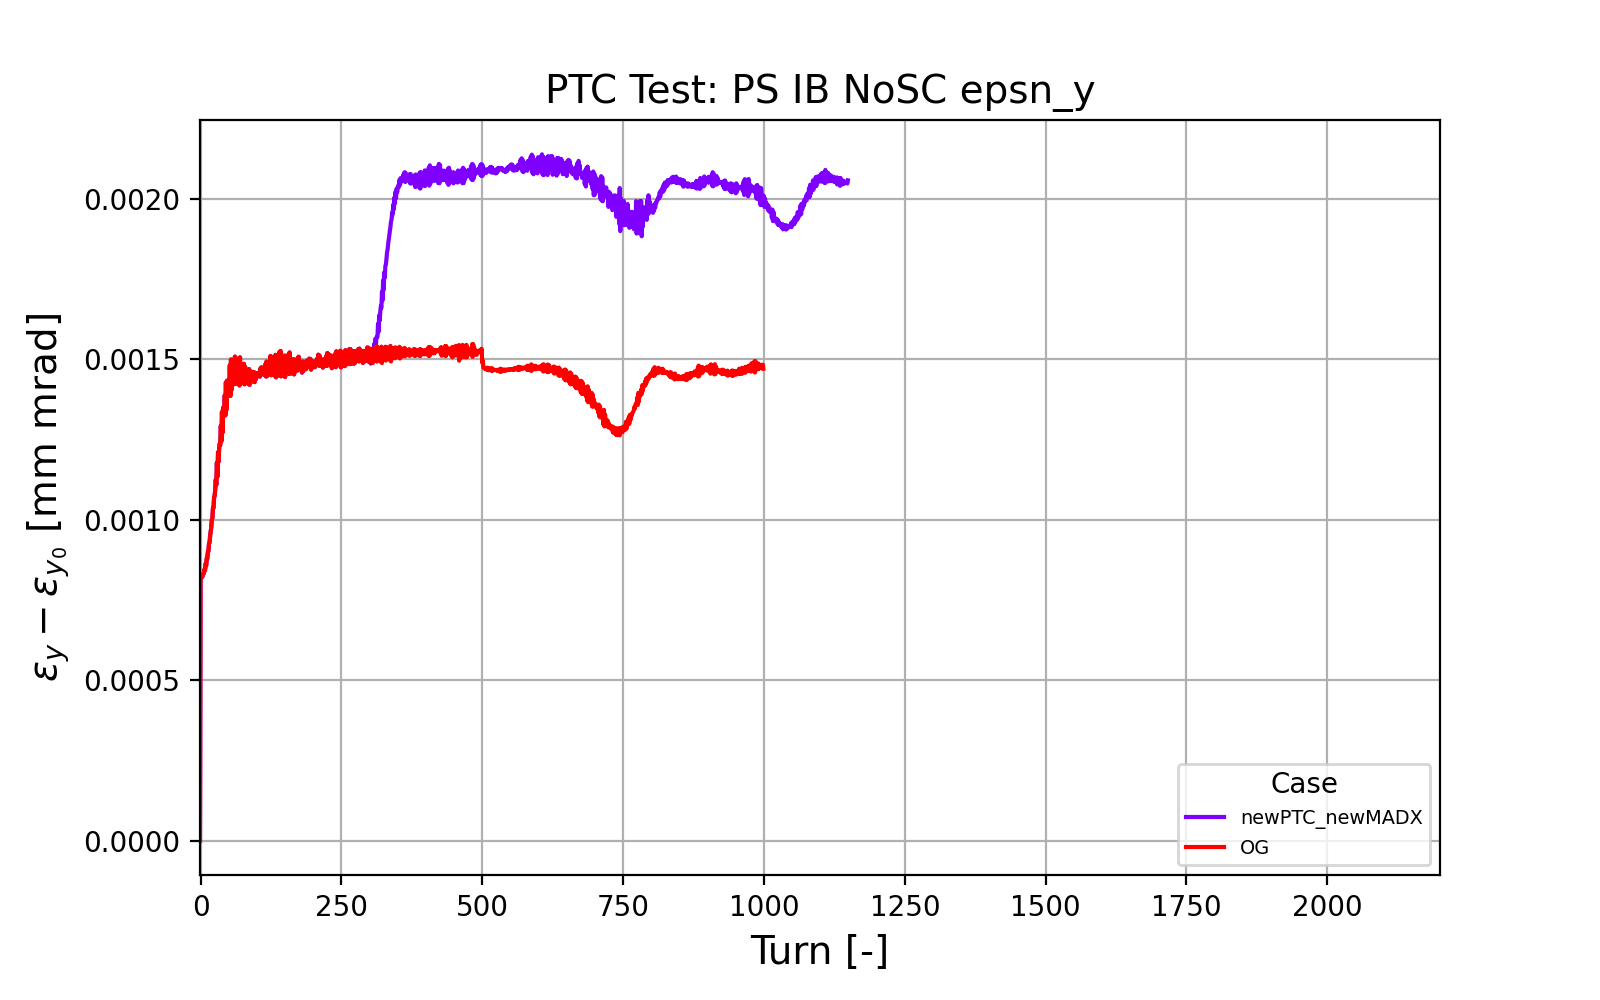 PTC Test: PS IB NoSC epsn_y
εy − εy0 [mm mrad]
0.0020
0.0015
0.0010
0.0005
0.0000
0 250 500 750 1000 1250 1500 1750 2000
Turn [-]
Case
newPTC_newMADX
OG